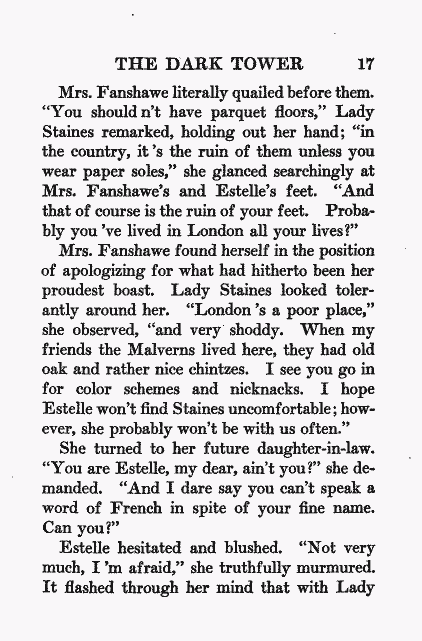 THE DARK TOWER 17
Mrs. Fanshawe literally quailed before them.
“You should n’t have parquet floors,” Lady
Staines remarked, holding out her hand; “in
the country, it ’s the ruin of them unless you
wear paper soles,” she glanced searchingly at
Mrs. Fanshawe’s and Estelle’s feet. “And
that of course is the ruin of your feet. Proba-
bly you ’ve lived in London all your lives?”
Mrs. Fanshawe found herself in the position
of apologizing for what had hitherto been her
proudest boast. Lady Staines looked toler-
antly around her. “London ’s a poor place,”
she observed, “and very shoddy. When my
friends the Malverns lived here, they had old
oak and rather nice chintzes. I see you go in
for color schemes and nicknacks. I hope
Estelle won’t find Staines uncomfortable; how-
ever, she probably won’t be with us often.”
She turned to her future daughter-in-law.
“You are Estelle, my dear, ain’t you?” she de-
manded. “And I dare say you can’t speak a
word of French in spite of your fine name.
Can you?”
Estelle hesitated and blushed. “Not very
much, I ’m afraid,” she truthfully murmured.
It flashed through her mind that with Lady